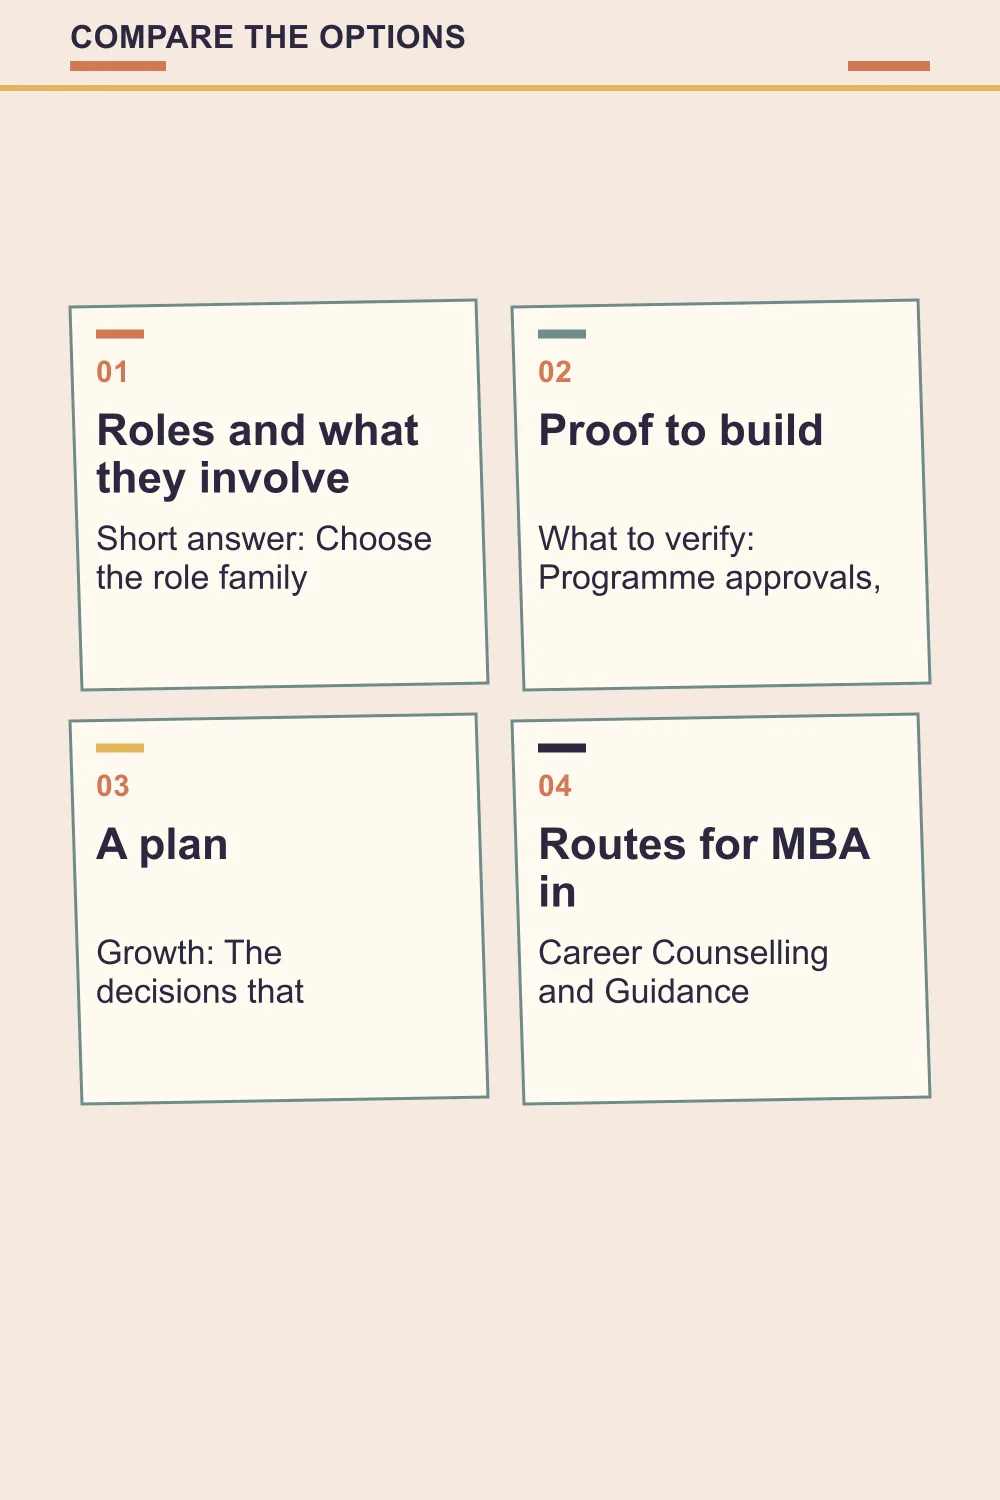 COMPARE THE OPTIONS
01
Roles and what
they involve
Short answer: Choose
the role family
02
Proof to build
What to verify:
Programme approvals,
03
A plan
Growth: The
decisions that
04
Routes for MBA
in
Career Counselling
and Guidance